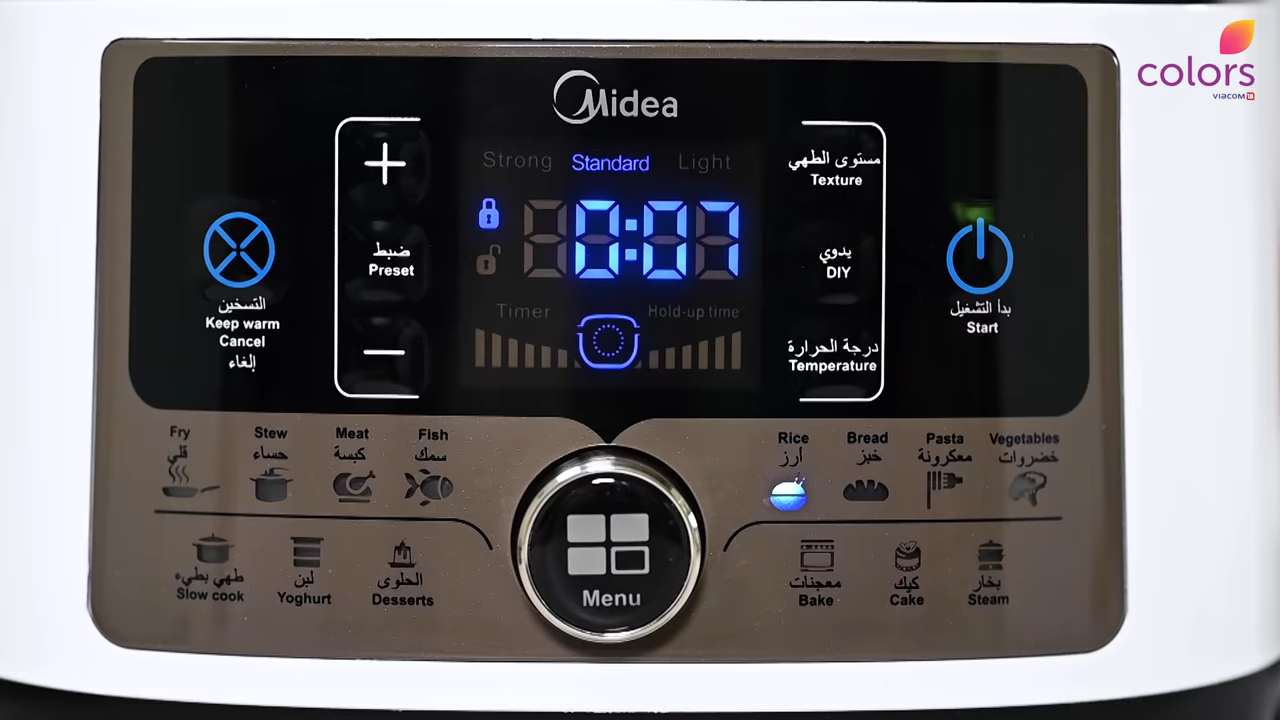 colors
VIACOM18
Midea
Strong Standard Light
0:07
Timer
Hold-up time
التسخين
Keep warm
Cancel
إلغاء
+
ضبط
Preset
−
مستوى الطهي
Texture
يدوي
DIY
درجة الحرارة
Temperature
بدأ التشغيل
Start
Fry
قلي
Stew
حساء
Meat
كبسة
Fish
سمك
Rice
أرز
Bread
خبز
Pasta
معكرونة
Vegetables
خضروات
طهي بطيء
Slow cook
لبن
Yoghurt
الحلوى
Desserts
Menu
معجنات
Bake
كيك
Cake
بخار
Steam